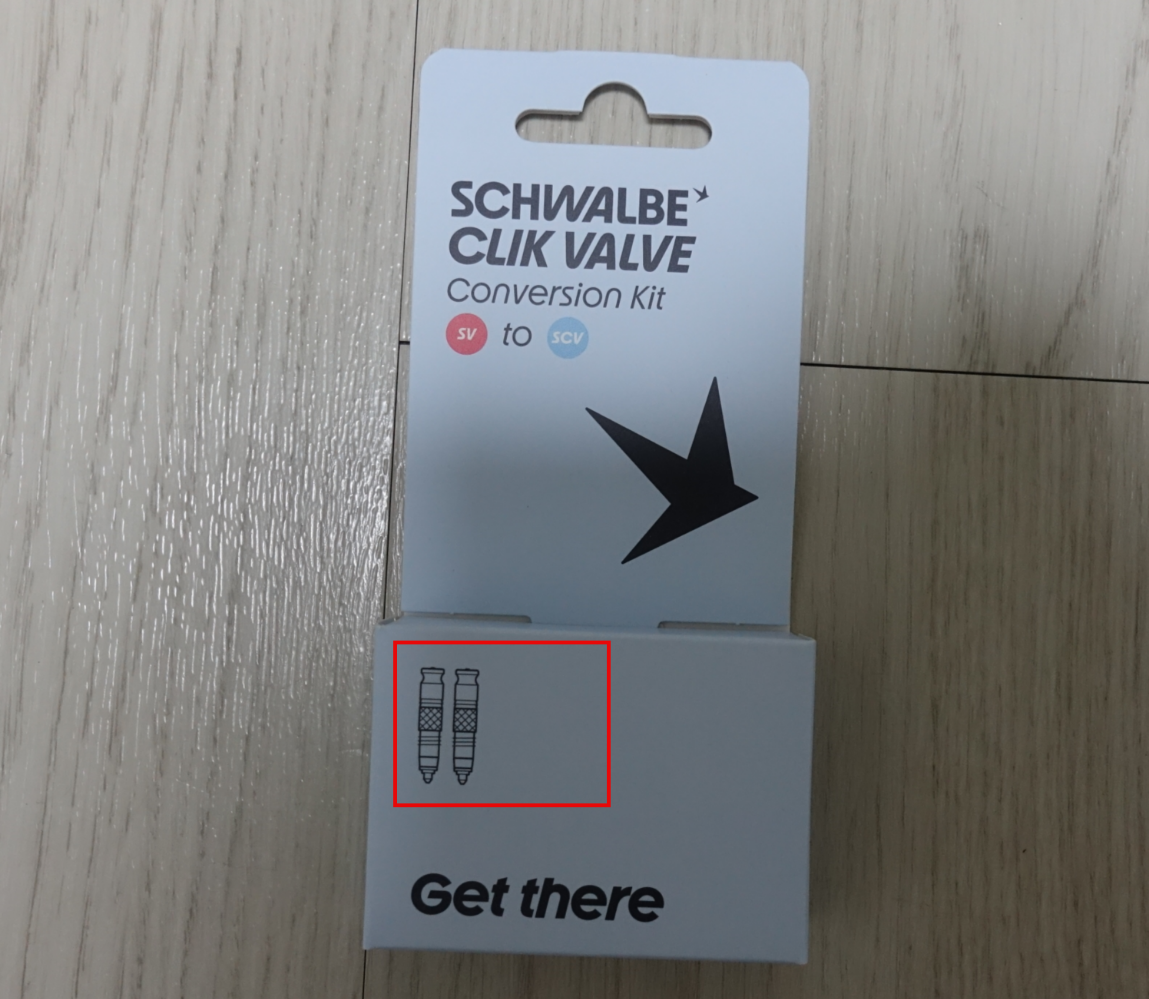 SCHWALBE
CLIK VALVE
Conversion Kit
SV to SCV
Get there